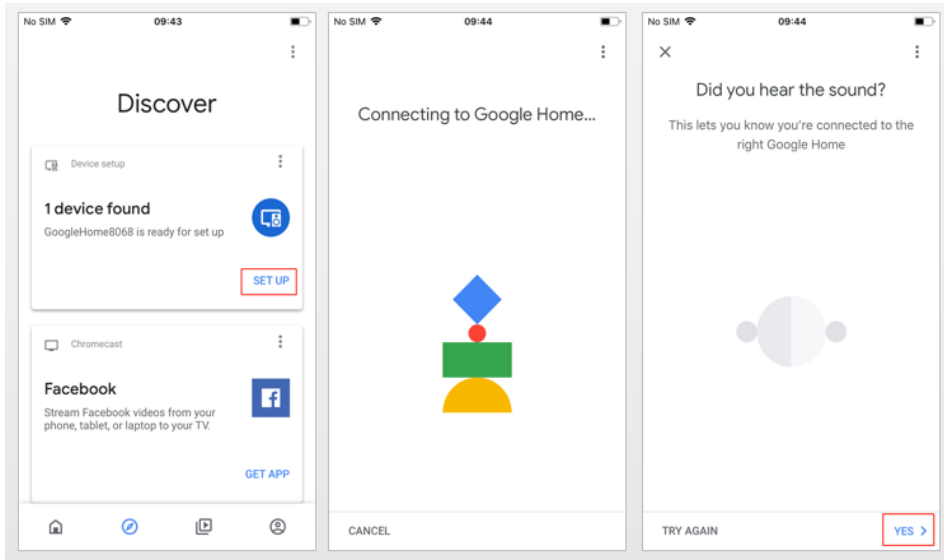 No SIM 09:43
Discover
Device setup
1 device found
GoogleHome8068 is ready for set up
SET UP
Chromecast
Facebook
Stream Facebook videos from your
phone, tablet, or laptop to your TV.
GET APP
No SIM 09:44
Connecting to Google Home...
CANCEL
No SIM 09:44
Did you hear the sound?
This lets you know you're connected to the
right Google Home
TRY AGAIN YES